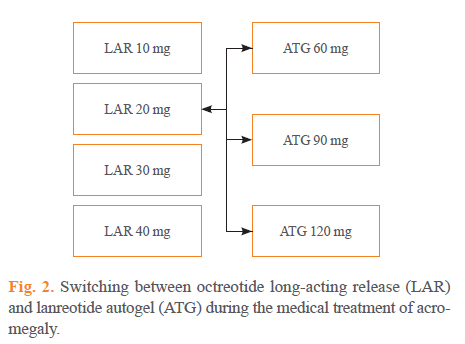 LAR 10 mg
LAR 20 mg
LAR 30 mg
LAR 40 mg
ATG 60 mg
ATG 90 mg
ATG 120 mg
Fig. 2. Switching between octreotide long-acting release (LAR)
and lanreotide autogel (ATG) during the medical treatment of acro-
megaly.